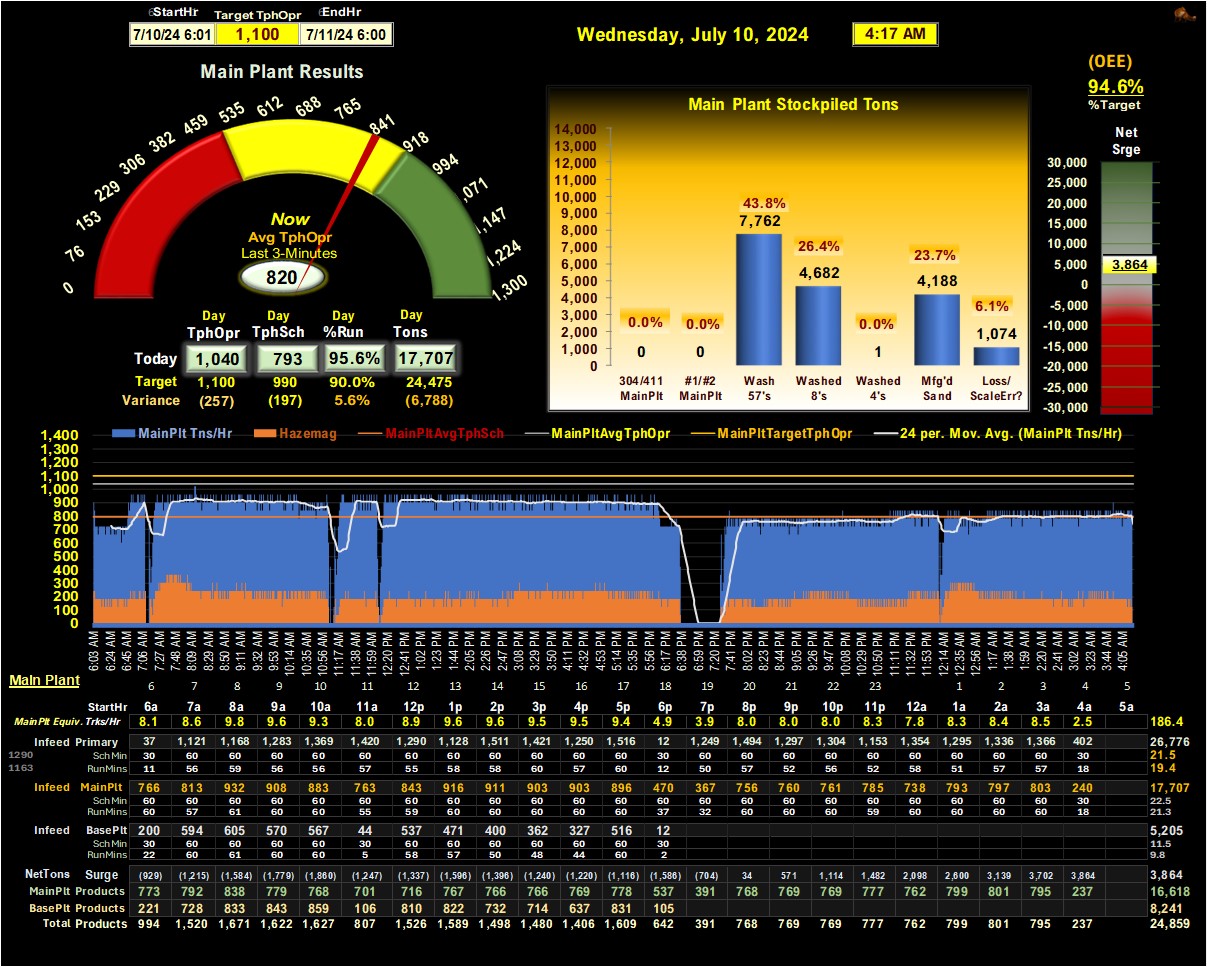 6StartHr Target TphOpr 6EndHr
7/10/24 6:01 1,100 7/11/24 6:00
Wednesday, July 10, 2024 4:17 AM
(OEE)
94.6%
%Target
Net
Srge
30,000
25,000
20,000
15,000
10,000
5,000
0
-5,000
-10,000
-15,000
-20,000
-25,000
-30,000
3,864
Main Plant Results
0 76 153 229 306 382 459 535 612 688 765 841 918 994 ,071 ,147 1,224 1,300
Now
Avg TphOpr
Last 3-Minutes
820
Day Day Day Day
TphOpr TphSch %Run Tons
Today 1,040 793 95.6% 17,707
Target 1,100 990 90.0% 24,475
Variance (257) (197) 5.6% (6,788)
Main Plant Stockpiled Tons
14,000
13,000
12,000
11,000
10,000
9,000
8,000
7,000
6,000
5,000
4,000
3,000
2,000
1,000
0
0.0% 0.0% 43.8% 26.4% 0.0% 23.7% 6.1%
0 0 7,762 4,682 1 4,188 1,074
304/411 #1/#2 Wash Washed Washed Mfg'd Loss/
MainPlt MainPlt 57's 8's 4's Sand ScaleErr?
MainPlt Tns/Hr Hazemag MainPltAvgTphSch MainPltAvgTphOpr MainPltTargetTphOpr 24 per. Mov. Avg. (MainPlt Tns/Hr)
1,400
1,300
1,200
1,100
1,000
900
800
700
600
500
400
300
200
100
0
6:03 AM 6:24 AM 6:45 AM 7:06 AM 7:27 AM 7:48 AM 8:09 AM 8:29 AM 8:50 AM 9:11 AM 9:32 AM 9:53 AM 10:14 AM 10:35 AM 10:56 AM 11:17 AM 11:38 AM 11:59 AM 12:20 PM 12:41 PM 1:02 PM 1:23 PM 1:43 PM 2:05 PM 2:26 PM 2:47 PM 3:08 PM 3:29 PM 3:50 PM 4:11 PM 4:32 PM 4:53 PM 5:14 PM 5:35 PM 5:56 PM 6:17 PM 6:38 PM 6:59 PM 7:20 PM 7:41 PM 8:02 PM 8:23 PM 8:44 PM 9:05 PM 9:26 PM 9:47 PM 10:08 PM 10:29 PM 10:50 PM 11:11 PM 11:32 PM 11:53 PM 12:14 AM 12:35 AM 12:56 AM 1:17 AM 1:38 AM 1:59 AM 2:20 AM 2:41 AM 3:02 AM 3:23 AM 3:44 AM 4:05 AM
Main Plant 6 7 8 9 10 11 12 13 14 15 16 17 18 19 20 21 22 23 1 2 3 4 5
StartHr 6a 7a 8a 9a 10a 11a 12p 1p 2p 3p 4p 5p 6p 7p 8p 9p 10p 11p 12a 1a 2a 3a 4a 5a
MainPlt Equiv. Trks/Hr 8.1 8.6 9.8 9.6 9.3 8.0 8.9 9.6 9.6 9.5 9.5 9.4 4.9 3.9 8.0 8.0 8.0 8.3 7.8 8.3 8.4 8.5 2.5 186.4
Infeed Primary 37 1,121 1,168 1,283 1,369 1,420 1,290 1,128 1,511 1,421 1,250 1,516 12 1,249 1,494 1,297 1,304 1,153 1,354 1,295 1,336 1,366 402 26,776
1290 SchMin 30 60 60 60 60 60 60 60 60 60 60 60 30 60 60 60 60 60 60 60 60 60 30 21.5
1163 RunMins 11 56 59 56 56 57 55 58 58 60 57 60 12 50 57 52 56 52 58 51 57 57 18 19.4
Infeed MainPlt 766 813 932 908 883 763 843 916 911 903 903 896 470 367 756 760 761 785 738 793 797 803 240 17,707
SchMin 60 60 60 60 60 60 60 60 60 60 60 60 60 60 60 60 60 60 60 60 60 60 30 22.5
RunMins 60 57 61 60 60 55 59 60 60 60 60 60 37 32 60 60 60 59 60 60 60 60 18 21.3
Infeed BasePlt 200 594 605 570 567 44 537 471 400 362 327 516 12 5,205
SchMin 30 60 60 60 60 30 60 60 60 60 60 60 30 11.5
RunMins 22 60 61 60 60 5 58 57 50 48 44 60 2 9.8
NetTons Surge (929) (1,215) (1,584) (1,779) (1,860) (1,247) (1,337) (1,596) (1,396) (1,240) (1,220) (1,116) (1,586) (704) 34 571 1,114 1,482 2,098 2,600 3,139 3,702 3,864 3,864
MainPlt Products 773 792 838 779 768 701 716 767 766 766 769 778 537 391 768 769 769 777 762 799 801 795 237 16,618
BasePlt Products 221 728 833 843 859 106 810 822 732 714 637 831 105 8,241
Total Products 994 1,520 1,671 1,622 1,627 807 1,526 1,589 1,498 1,480 1,406 1,609 642 391 768 769 769 777 762 799 801 795 237 24,859